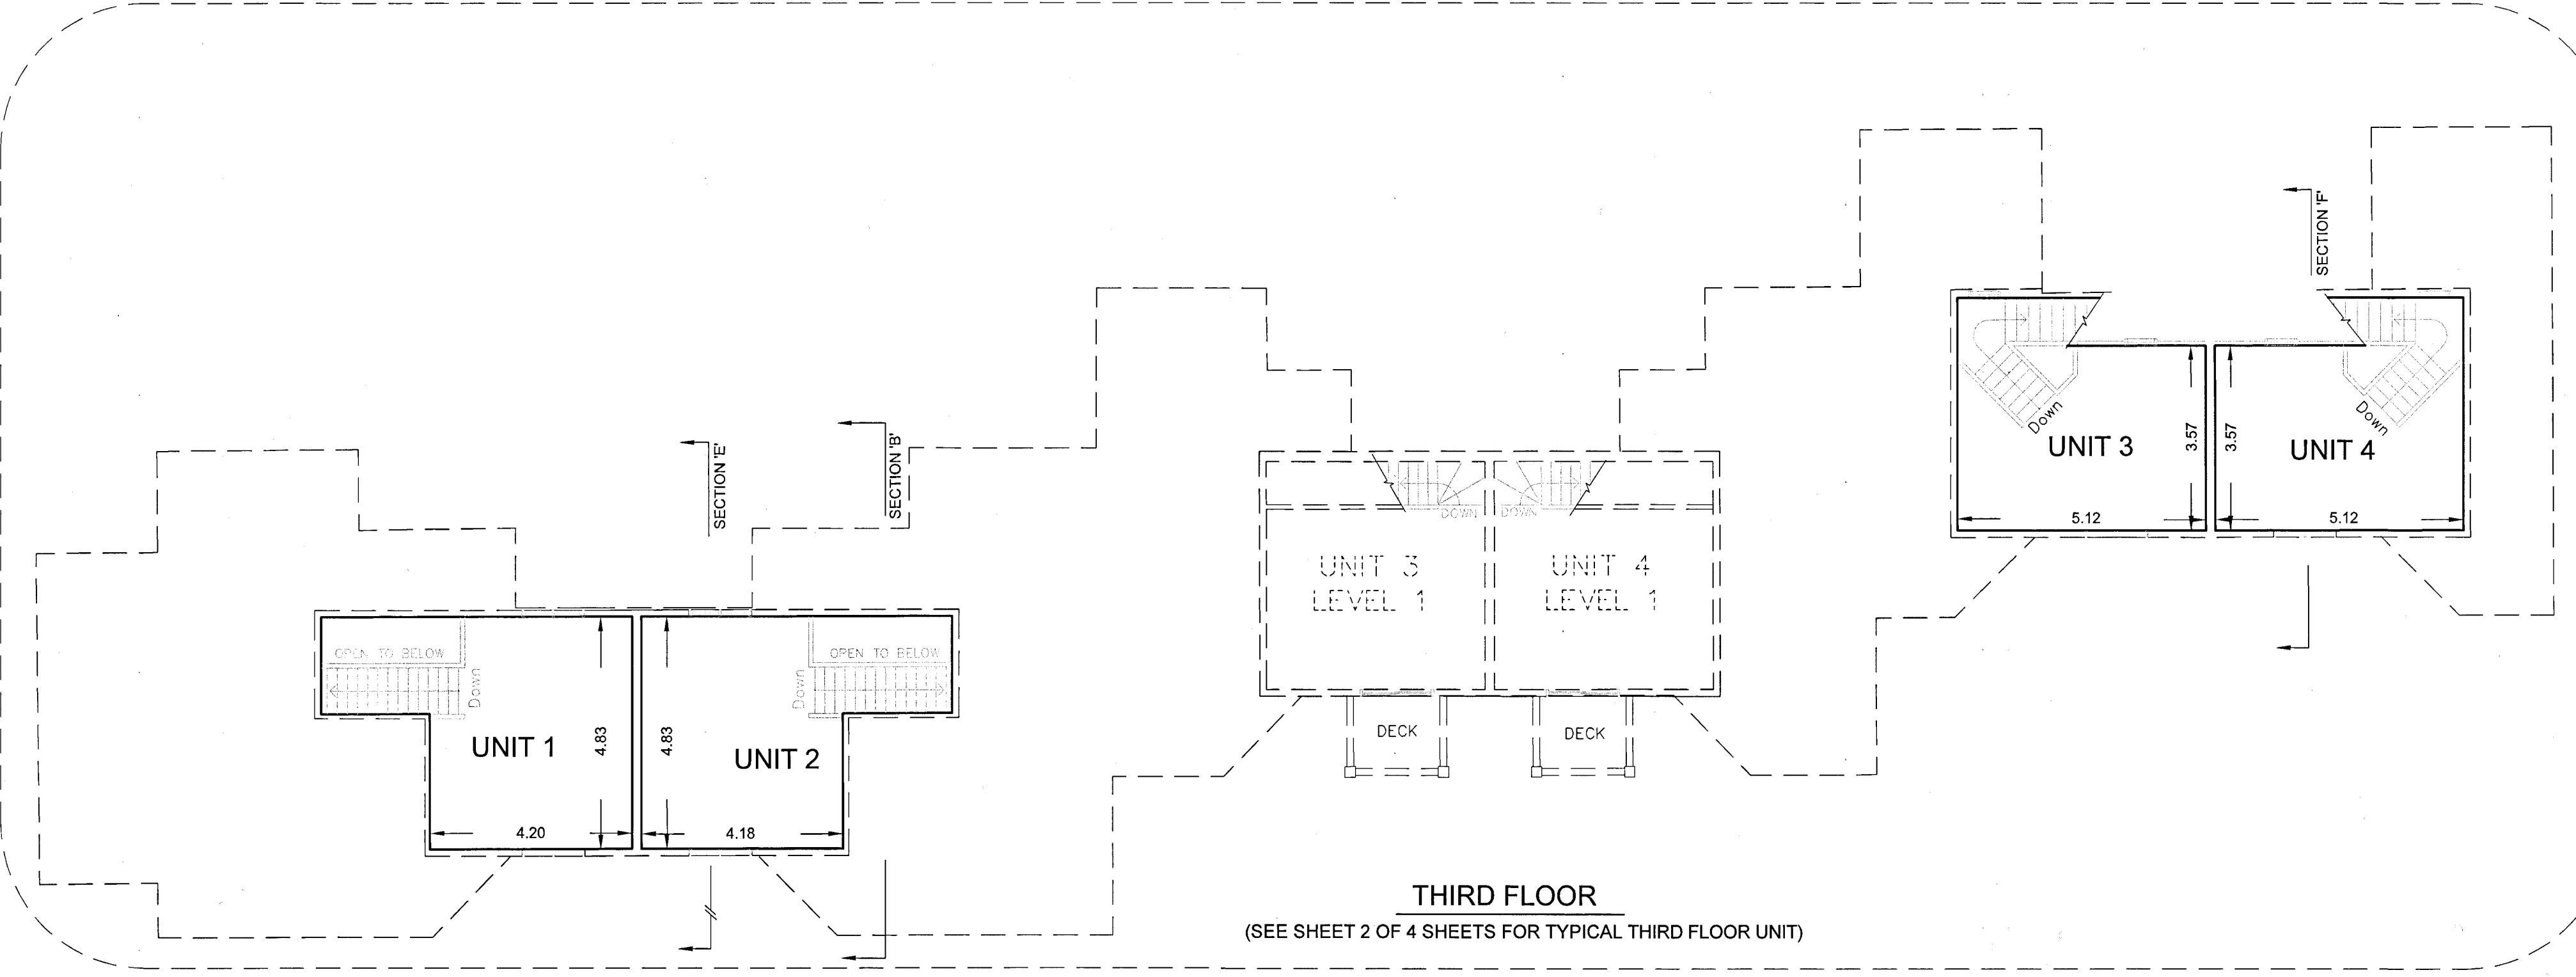 SECTION 'F'
SECTION 'E'
SECTION 'B'
Down
Down
3.57
3.57
UNIT 3
UNIT 4
5.12
5.12
DOWN
DOWN
UNIT 3
LEVEL 1
UNIT 4
LEVEL 1
OPEN TO BELOW
OPEN TO BELOW
Down
Down
4.83
4.83
UNIT 1
UNIT 2
DECK
DECK
4.20
4.18
THIRD FLOOR
(SEE SHEET 2 OF 4 SHEETS FOR TYPICAL THIRD FLOOR UNIT)